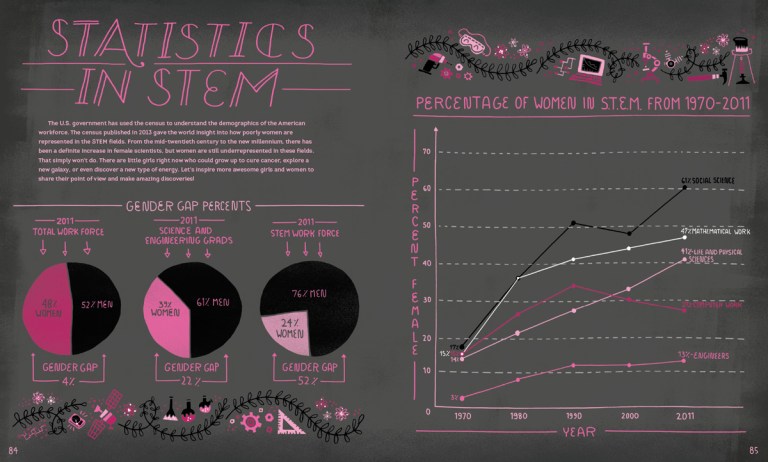 STATISTICS
IN STEM
The U.S. government has used the census to understand the demographics of the American
workforce. The census published in 2013 gave the world insight into how poorly women are
represented in the STEM fields. From the mid-twentieth century to the new millennium, there has
been a definite increase in female scientists, but women are still underrepresented in these fields.
That simply won't do. There are little girls right now who could grow up to cure cancer, explore a
new galaxy, or even discover a new type of energy. Let's inspire more awesome girls and women to
share their point of view and make amazing discoveries!
GENDER GAP PERCENTS
2011
TOTAL WORK FORCE
48% WOMEN
52% MEN
GENDER GAP
4%
2011
SCIENCE AND
ENGINEERING GRADS
39% WOMEN
61% MEN
GENDER GAP
22%
2011
STEM WORK FORCE
76% MEN
24% WOMEN
GENDER GAP
52%
84
PERCENTAGE OF WOMEN IN S.T.E.M. FROM 1970-2011
PERCENT FEMALE
70
60
50
40
30
20
10
0
61% SOCIAL SCIENCE
47% MATHEMATICAL WORK
41% LIFE AND PHYSICAL
SCIENCES
COMPUTER WORK
13% ENGINEERS
17%
15%
14%
3%
1970
1980
1990
2000
2011
YEAR
85